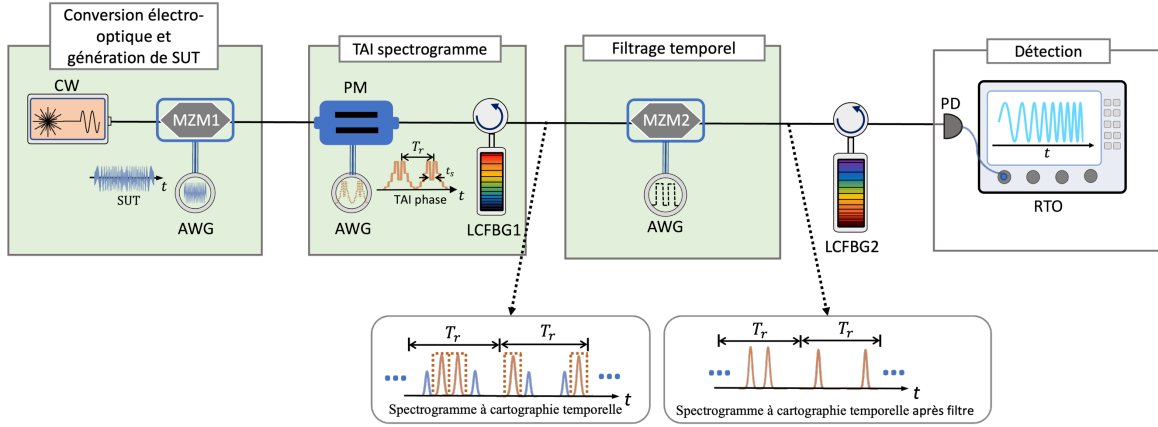 Conversion électro-
optique et
génération de SUT
TAI spectrogramme
Filtrage temporel
Détection
CW
MZM1
SUT
t
AWG
PM
T_r
t_s
TAI phase
t
AWG
LCFBG1
MZM2
AWG
LCFBG2
PD
t
RTO
T_r
T_r
t
Spectrogramme à cartographie temporelle
T_r
T_r
t
Spectrogramme à cartographie temporelle après filtre